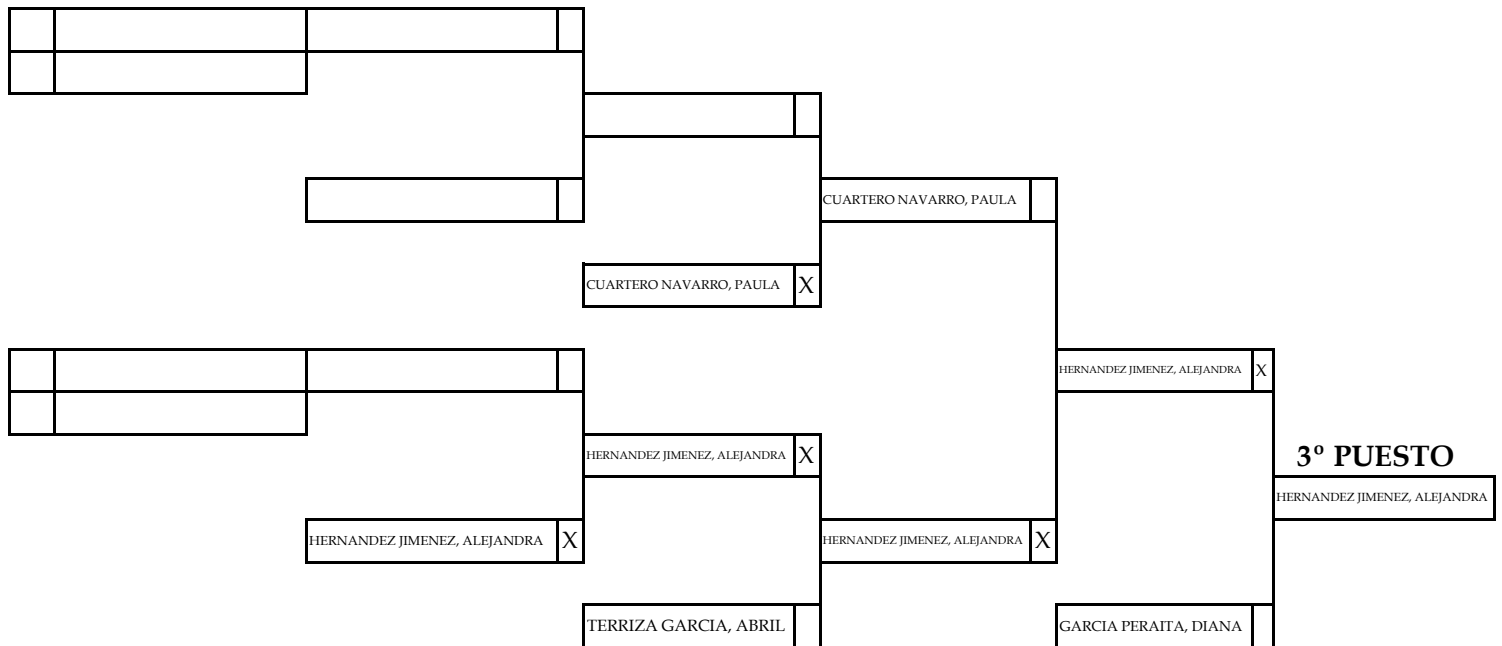 CUARTERO NAVARRO, PAULA
CUARTERO NAVARRO, PAULA X
HERNANDEZ JIMENEZ, ALEJANDRA X
HERNANDEZ JIMENEZ, ALEJANDRA X
3º PUESTO
HERNANDEZ JIMENEZ, ALEJANDRA
HERNANDEZ JIMENEZ, ALEJANDRA X
HERNANDEZ JIMENEZ, ALEJANDRA X
TERRIZA GARCIA, ABRIL
GARCIA PERAITA, DIANA